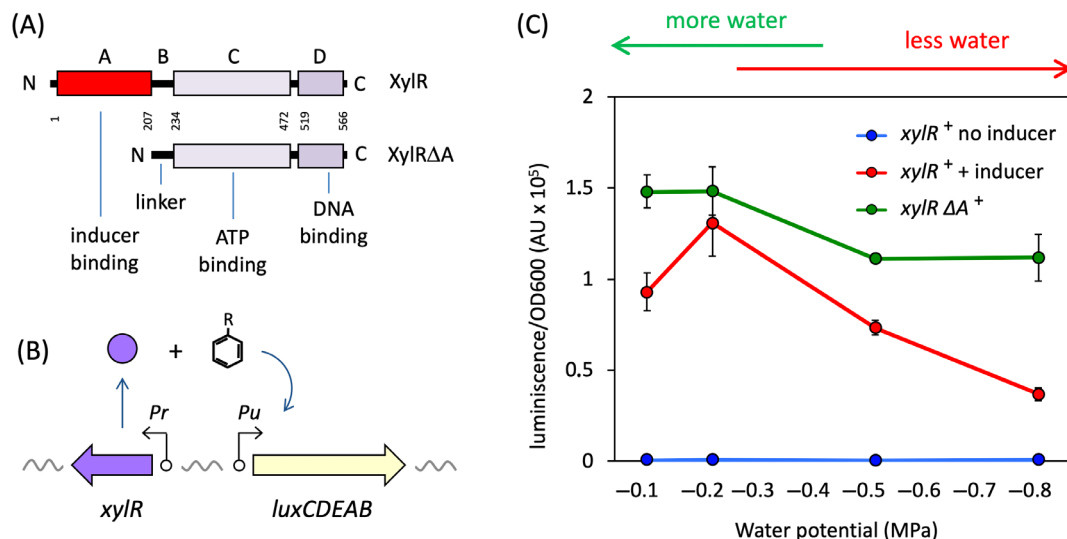 (A)
A B C D
N C XylR
1 207 234 472 519 566
N C XylRΔA
linker
DNA
binding
inducer
binding
ATP
binding
(B)
R
+
Pr Pu
xylR luxCDEAB
(C)
more water
less water
luminiscence/OD600 (AU x 10⁵)
2
1.5
1
0.5
0
xylR + no inducer
xylR + + inducer
xylR ΔA +
–0.1 –0.2 –0.3 –0.4 –0.5 –0.6 –0.7 –0.8
Water potential (MPa)